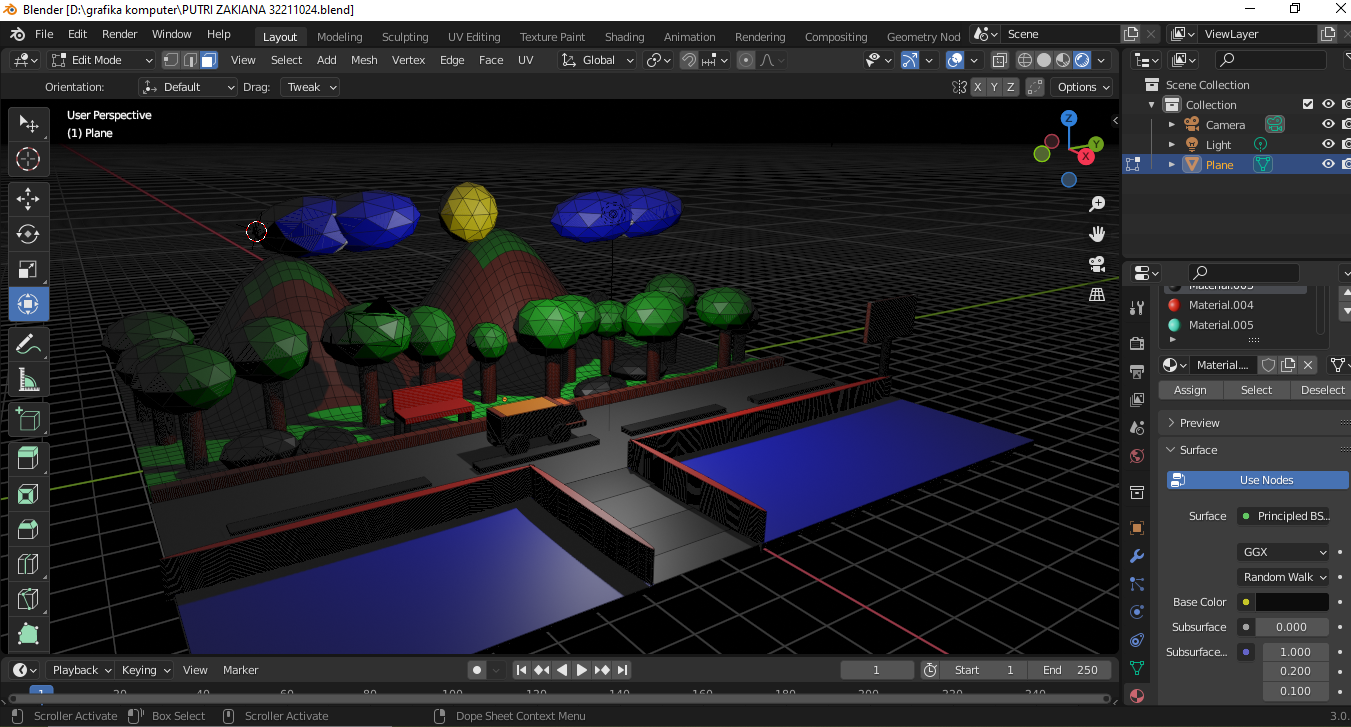 Blender [D:\grafika komputer\PUTRI ZAKIANA 32211024.blend]
File Edit Render Window Help Layout Modeling Sculpting UV Editing Texture Paint Shading Animation Rendering Compositing Geometry Nod Scene ViewLayer
Edit Mode View Select Add Mesh Vertex Edge Face UV Global
Orientation: Default Drag: Tweak X Y Z Options
User Perspective
(1) Plane
Z
Y
X
Scene Collection
Collection
Camera
Light
Plane
Material.003
Material.004
Material.005
Material....
Assign Select Deselect
Preview
Surface
Use Nodes
Surface Principled BS...
GGX
Random Walk
Base Color
Subsurface 0.000
Subsurface... 1.000
0.200
0.100
Playback Keying View Marker 1 Start 1 End 250
1 20 40 60 80 100 120 140 160 180 200 220 240
Scroller Activate Box Select Scroller Activate Dope Sheet Context Menu 3.0.